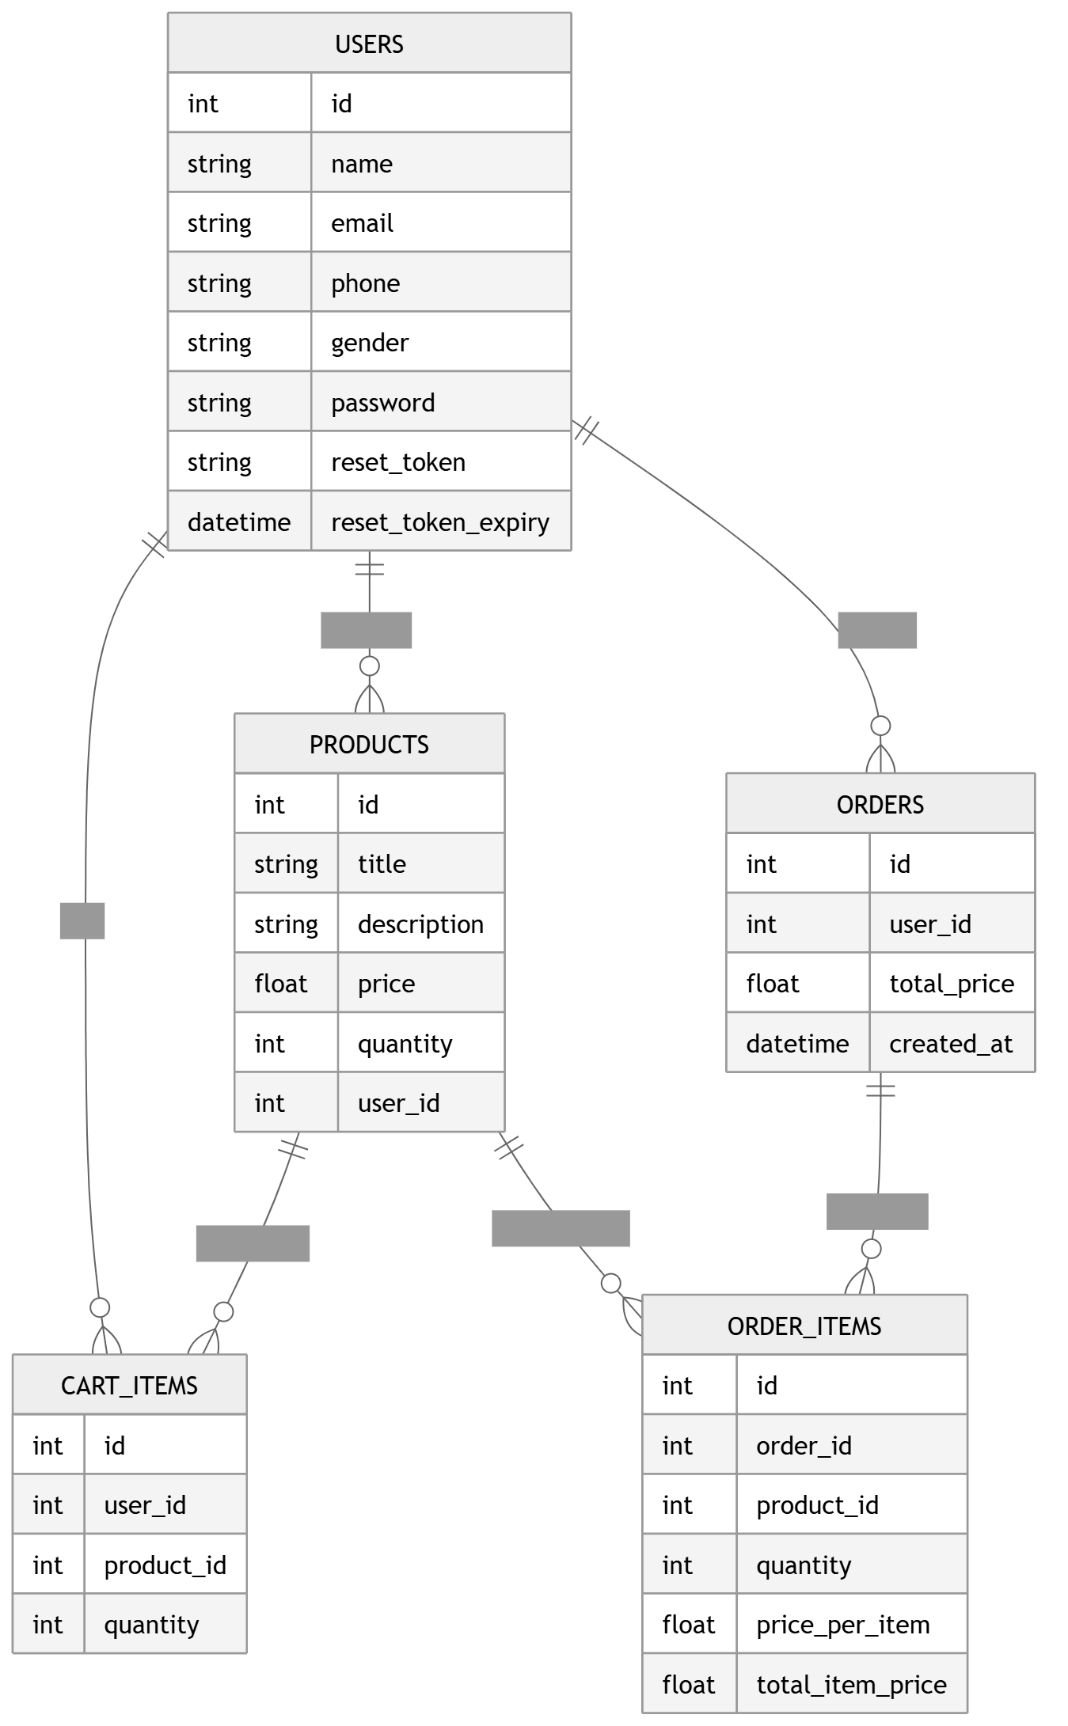 USERS
int id
string name
string email
string phone
string gender
string password
string reset_token
datetime reset_token_expiry
PRODUCTS
int id
string title
string description
float price
int quantity
int user_id
ORDERS
int id
int user_id
float total_price
datetime created_at
CART_ITEMS
int id
int user_id
int product_id
int quantity
ORDER_ITEMS
int id
int order_id
int product_id
int quantity
float price_per_item
float total_item_price